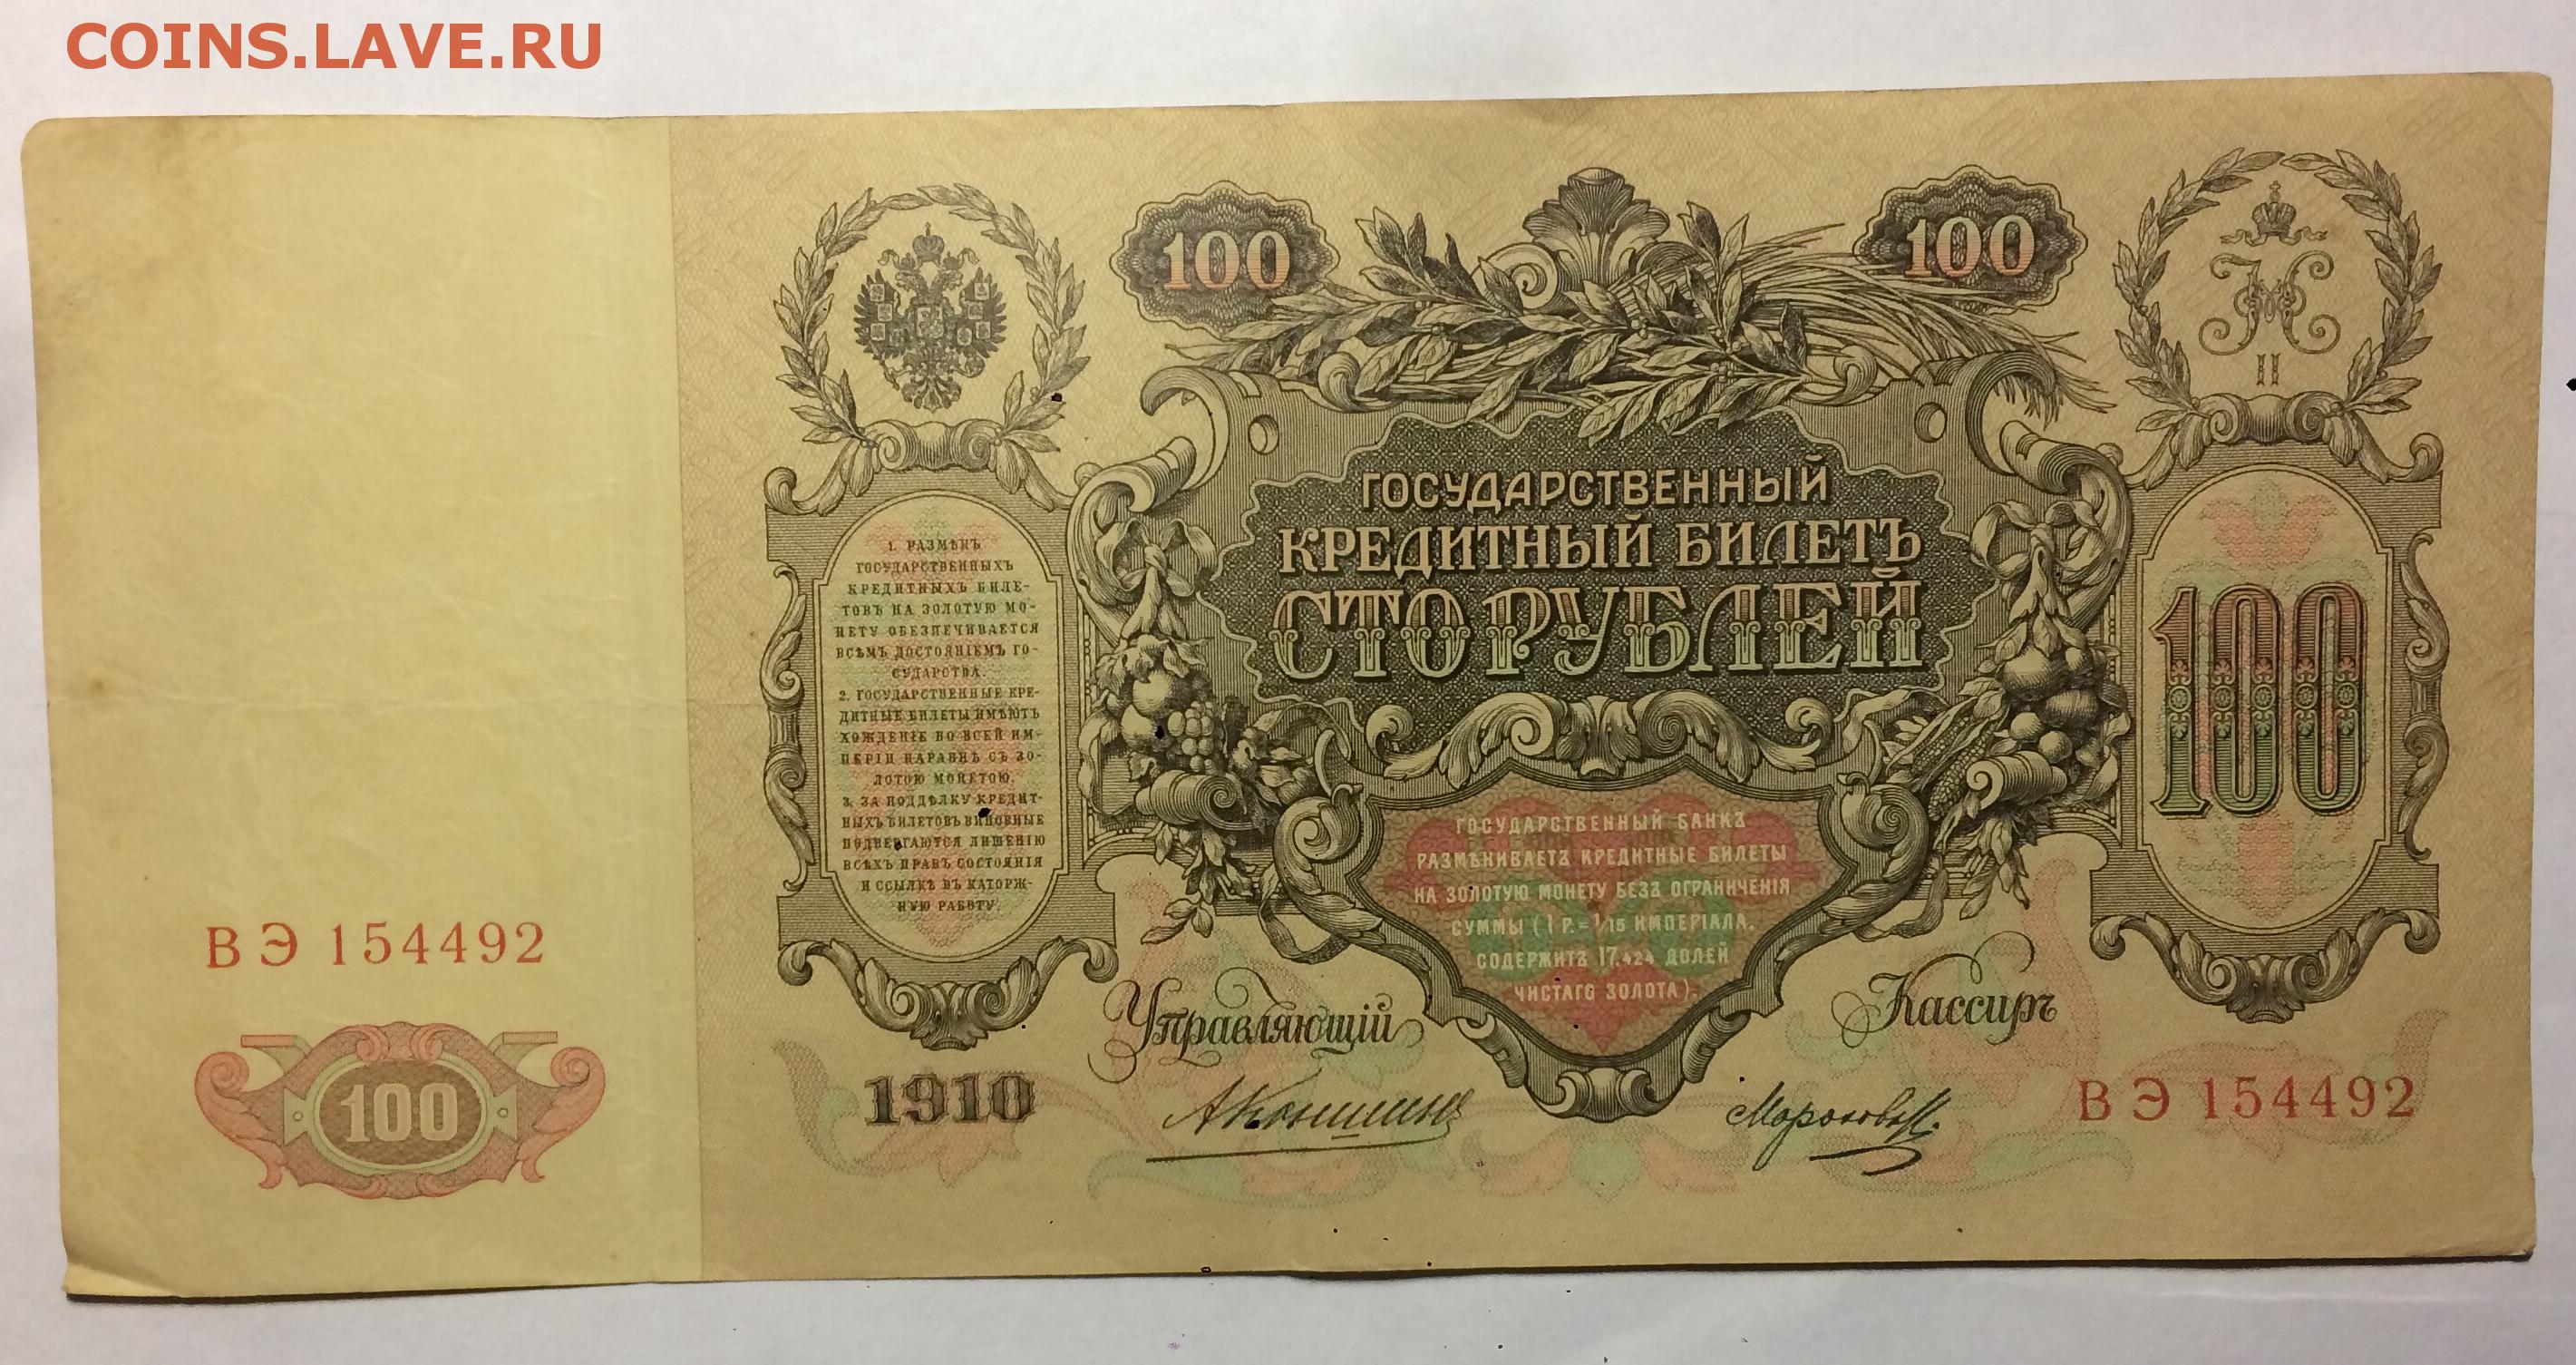 COINS.LAVE.RU
100
100
II
ГОСУДАРСТВЕННЫЙ
КРЕДИТНЫЙ БИЛЕТЪ
СТО РУБЛЕЙ
1. РАЗМѢНЪ
ГОСУДАРСТВЕННЫХЪ
КРЕДИТНЫХЪ БИЛЕ-
ТОВЪ НА ЗОЛОТУЮ МО-
НЕТУ ОБЕЗПЕЧИВАЕТСЯ
ВСѢМЪ ДОСТОЯНІЕМЪ ГО-
СУДАРСТВА.
2. ГОСУДАРСТВЕННЫЕ КРЕ-
ДИТНЫЕ БИЛЕТЫ ИМѢЮТЪ
ХОЖДЕНІЕ ВО ВСЕЙ ИМ-
ПЕРІИ НАРАВНѢ СЪ ЗО-
ЛОТОЮ МОНЕТОЮ.
3. ЗА ПОДДѢЛКУ КРЕДИТ-
НЫХЪ БИЛЕТОВЪ ВИНОВНЫЕ
ПОДВЕРГАЮТСЯ ЛИШЕНІЮ
ВСѢХЪ ПРАВЪ СОСТОЯНІЯ
И ССЫЛКѢ ВЪ КАТОРЖ-
НУЮ РАБОТУ.
100
ГОСУДАРСТВЕННЫЙ БАНКЪ
РАЗМѢНИВАЕТЪ КРЕДИТНЫЕ БИЛЕТЫ
НА ЗОЛОТУЮ МОНЕТУ БЕЗЪ ОГРАНИЧЕНІЯ
СУММЫ (1 Р.= 1/15 ИМПЕРІАЛА,
СОДЕРЖИТЪ 17,424 ДОЛЕЙ
ЧИСТАГО ЗОЛОТА).
ВЭ 154492
100
Управляющій
Кассиръ
1910
АКоншинъ
Морозовъ
ВЭ 154492